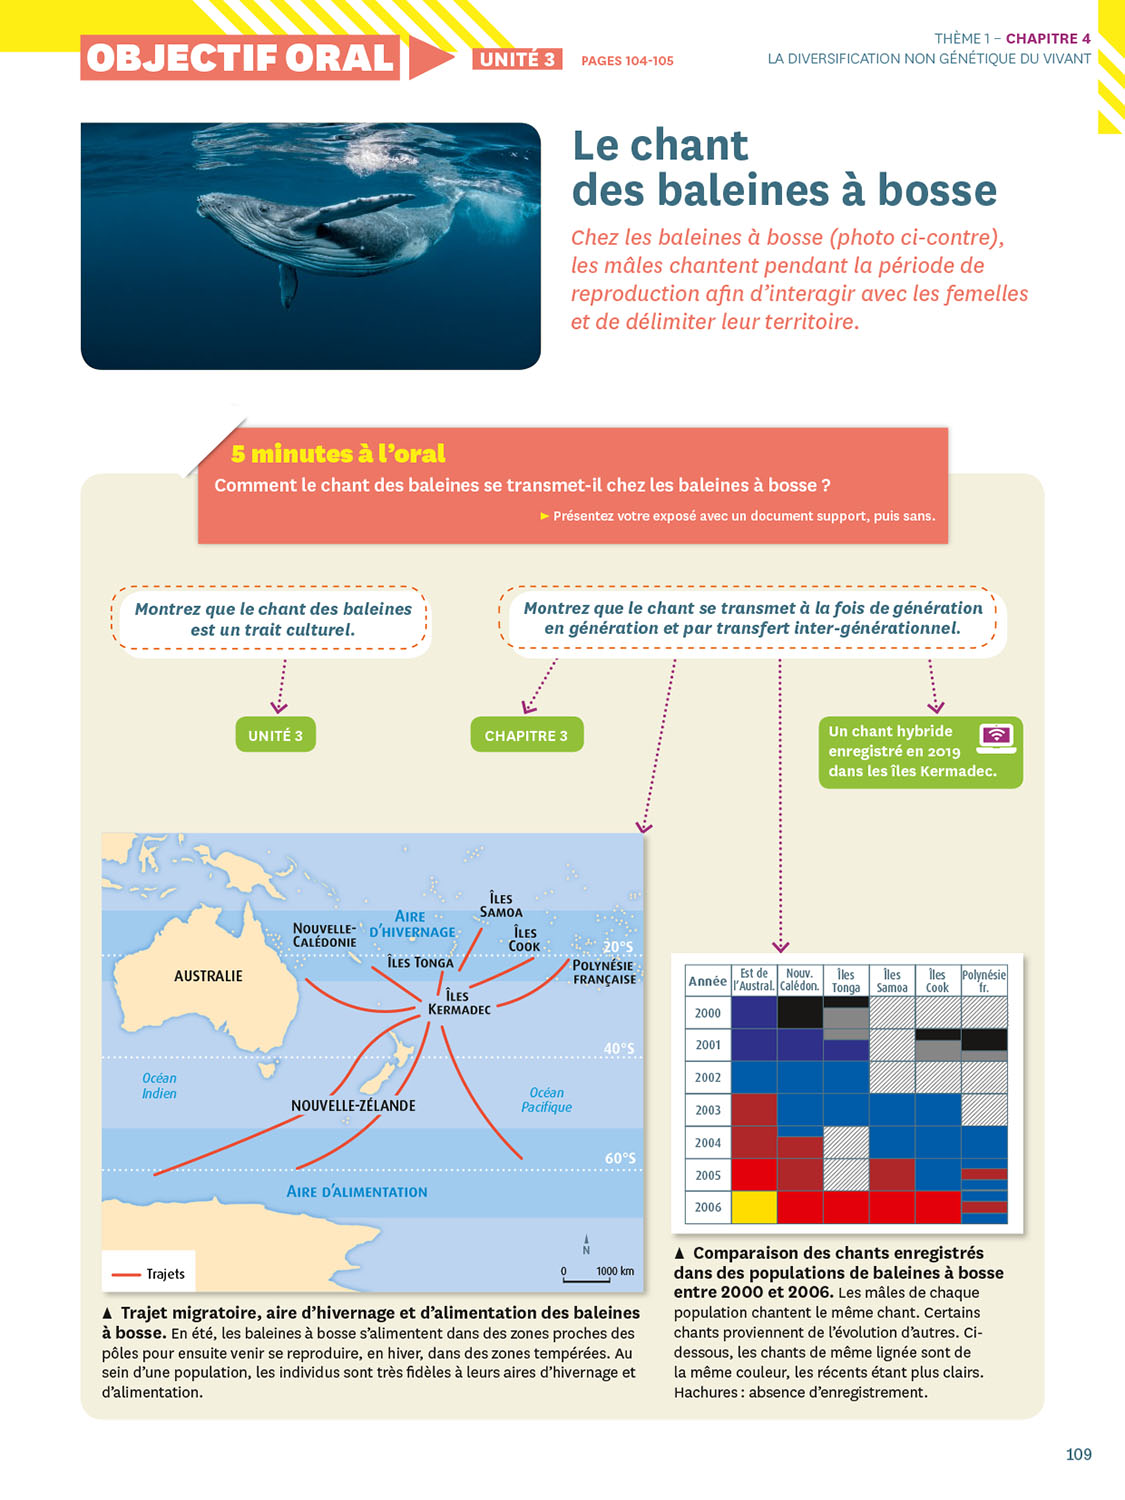 OBJECTIF ORAL
UNITÉ 3
PAGES 104-105
THÈME 1 – CHAPITRE 4
LA DIVERSIFICATION NON GÉNÉTIQUE DU VIVANT
Le chant
des baleines à bosse
Chez les baleines à bosse (photo ci-contre),
les mâles chantent pendant la période de
reproduction afin d'interagir avec les femelles
et de délimiter leur territoire.
5 minutes à l'oral
Comment le chant des baleines se transmet-il chez les baleines à bosse ?
► Présentez votre exposé avec un document support, puis sans.
Montrez que le chant des baleines
est un trait culturel.
Montrez que le chant se transmet à la fois de génération
en génération et par transfert inter-générationnel.
UNITÉ 3
CHAPITRE 3
Un chant hybride
enregistré en 2019
dans les îles Kermadec.
ÎLES
SAMOA
AIRE
D'HIVERNAGE
NOUVELLE-
CALÉDONIE
ÎLES
COOK
20°S
ÎLES TONGA
POLYNÉSIE
FRANÇAISE
AUSTRALIE
ÎLES
KERMADEC
40°S
Océan
Indien
Océan
Pacifique
NOUVELLE-ZÉLANDE
60°S
AIRE D'ALIMENTATION
N
Trajets
0 1000 km
▲ Trajet migratoire, aire d'hivernage et d'alimentation des baleines
à bosse. En été, les baleines à bosse s'alimentent dans des zones proches des
pôles pour ensuite venir se reproduire, en hiver, dans des zones tempérées. Au
sein d'une population, les individus sont très fidèles à leurs aires d'hivernage et
d'alimentation.
Année Est de l'Austral. Nouv. Calédon. Îles Tonga Îles Samoa Îles Cook Polynésie fr.
2000
2001
2002
2003
2004
2005
2006
▲ Comparaison des chants enregistrés
dans des populations de baleines à bosse
entre 2000 et 2006. Les mâles de chaque
population chantent le même chant. Certains
chants proviennent de l'évolution d'autres. Ci-
dessous, les chants de même lignée sont de
la même couleur, les récents étant plus clairs.
Hachures : absence d'enregistrement.
109